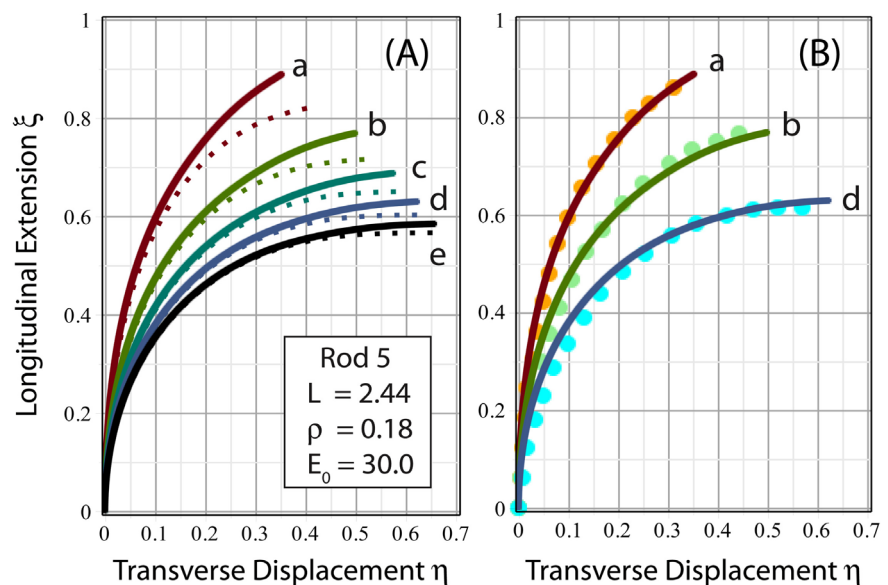 (A)
(B)
Longitudinal Extension ξ
1
0.8
0.6
0.4
0.2
0
a
b
c
d
e
Rod 5
L = 2.44
ρ = 0.18
E₀ = 30.0
0 0.1 0.2 0.3 0.4 0.5 0.6 0.7
Transverse Displacement η
1
0.8
0.6
0.4
0.2
0
a
b
d
0 0.1 0.2 0.3 0.4 0.5 0.6 0.7
Transverse Displacement η